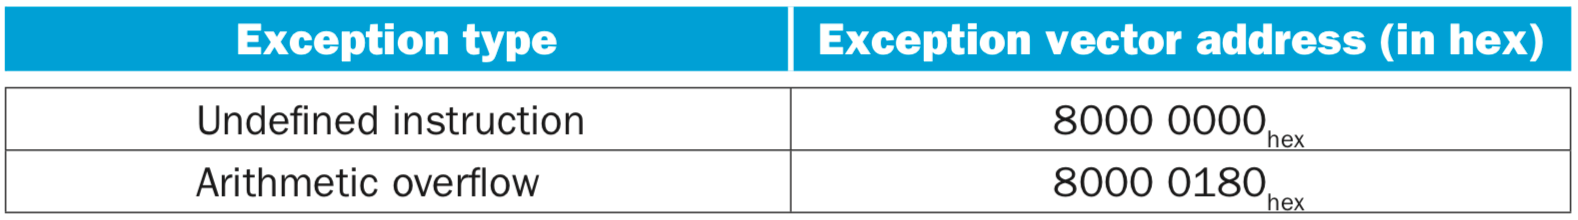 Exception type Exception vector address (in hex)
Undefined instruction 8000 0000hex
Arithmetic overflow 8000 0180hex